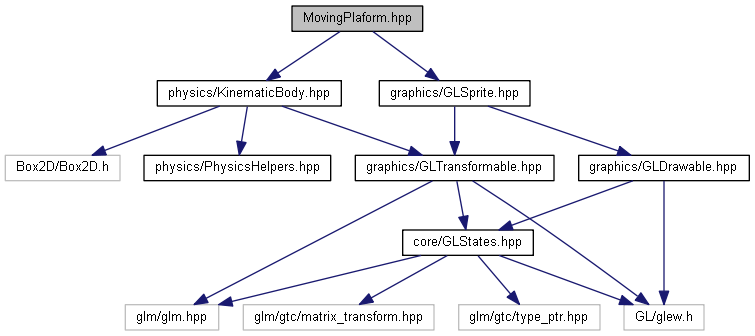 MovingPlaform.hpp
physics/KinematicBody.hpp
graphics/GLSprite.hpp
Box2D/Box2D.h
physics/PhysicsHelpers.hpp
graphics/GLTransformable.hpp
graphics/GLDrawable.hpp
core/GLStates.hpp
glm/glm.hpp
glm/gtc/matrix_transform.hpp
glm/gtc/type_ptr.hpp
GL/glew.h